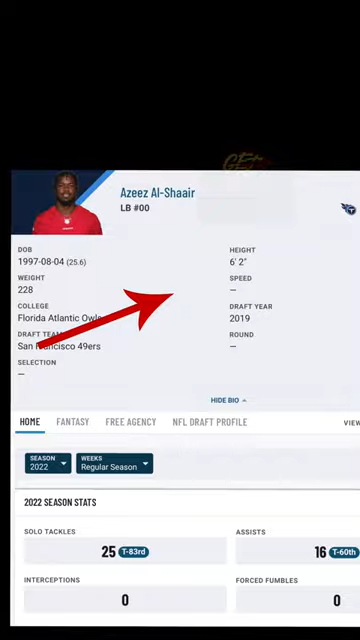 Azeez Al-Shaair
LB #00
DOB
1997-08-04 (25.6)
HEIGHT
6' 2"
WEIGHT
228
SPEED
—
COLLEGE
Florida Atlantic Owls
DRAFT YEAR
2019
DRAFT TEAM
San Francisco 49ers
ROUND
—
SELECTION
—
HIDE BIO
HOME
FANTASY
FREE AGENCY
NFL DRAFT PROFILE
VIEW
SEASON
2022
WEEKS
Regular Season
2022 SEASON STATS
SOLO TACKLES
25 T-83rd
ASSISTS
16 T-60th
INTERCEPTIONS
0
FORCED FUMBLES
0